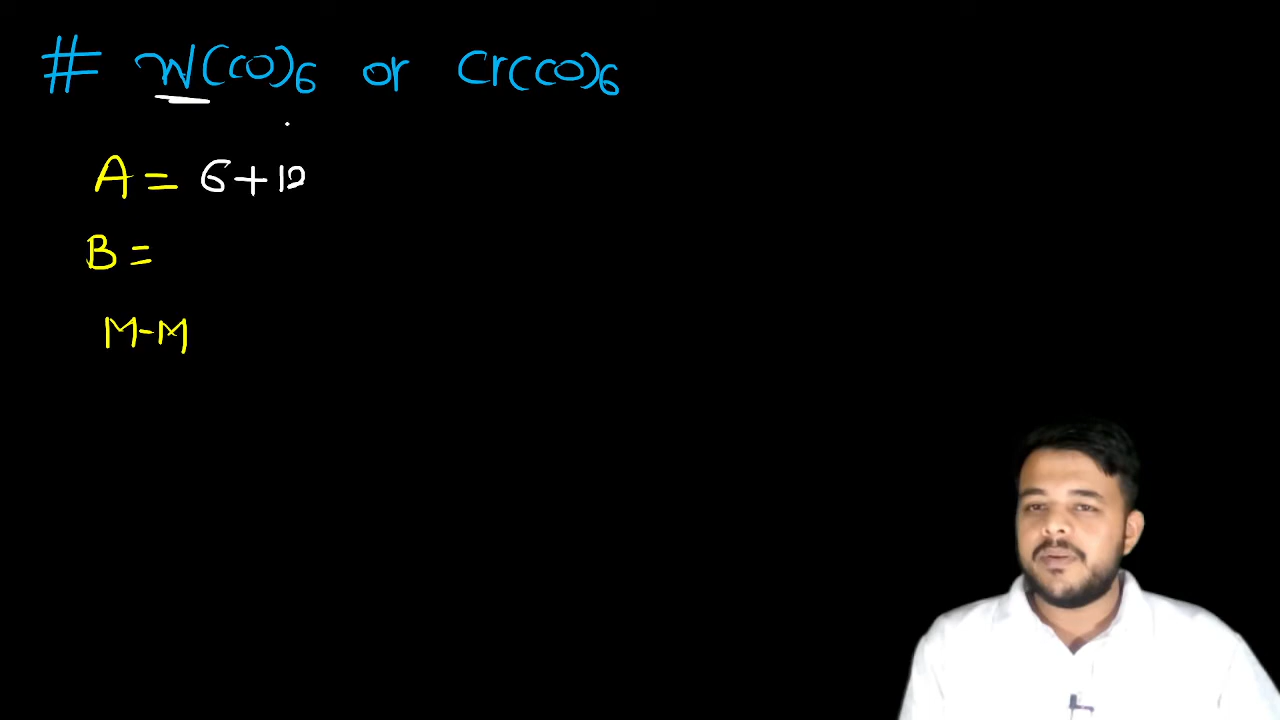 # W(CO)6 or Cr(CO)6
A = 6+12
B =
M-M